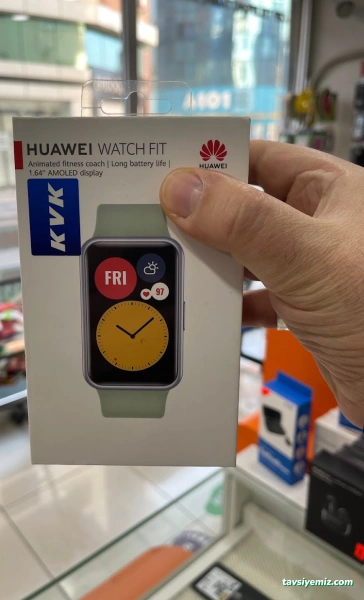 HUAWEI WATCH FIT
Animated fitness coach | Long battery life |
1.64" AMOLED display
HUAWEI
KVK
FRI
97
tavsiyemiz.com